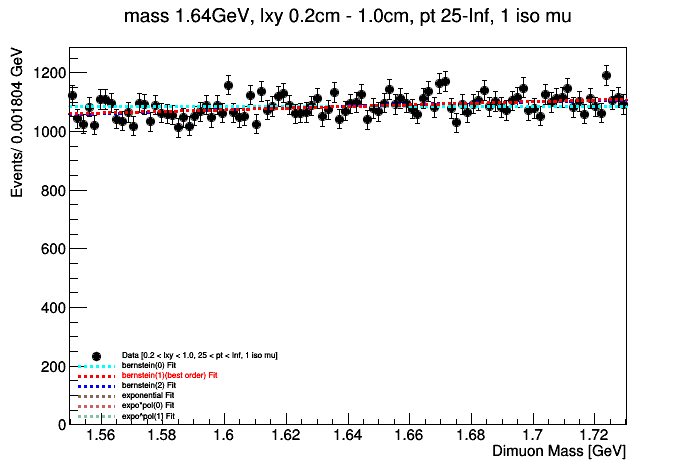 mass 1.64GeV, lxy 0.2cm - 1.0cm, pt 25-Inf, 1 iso mu
Events/ 0.001804 GeV
1200
1000
800
600
400
200
0
Data [0.2 < lxy < 1.0, 25 < pt < Inf, 1 iso mu]
bernstein(0) Fit
bernstein(1)(best order) Fit
bernstein(2) Fit
exponential Fit
expo*pol(0) Fit
expo*pol(1) Fit
1.56 1.58 1.6 1.62 1.64 1.66 1.68 1.7 1.72
Dimuon Mass [GeV]